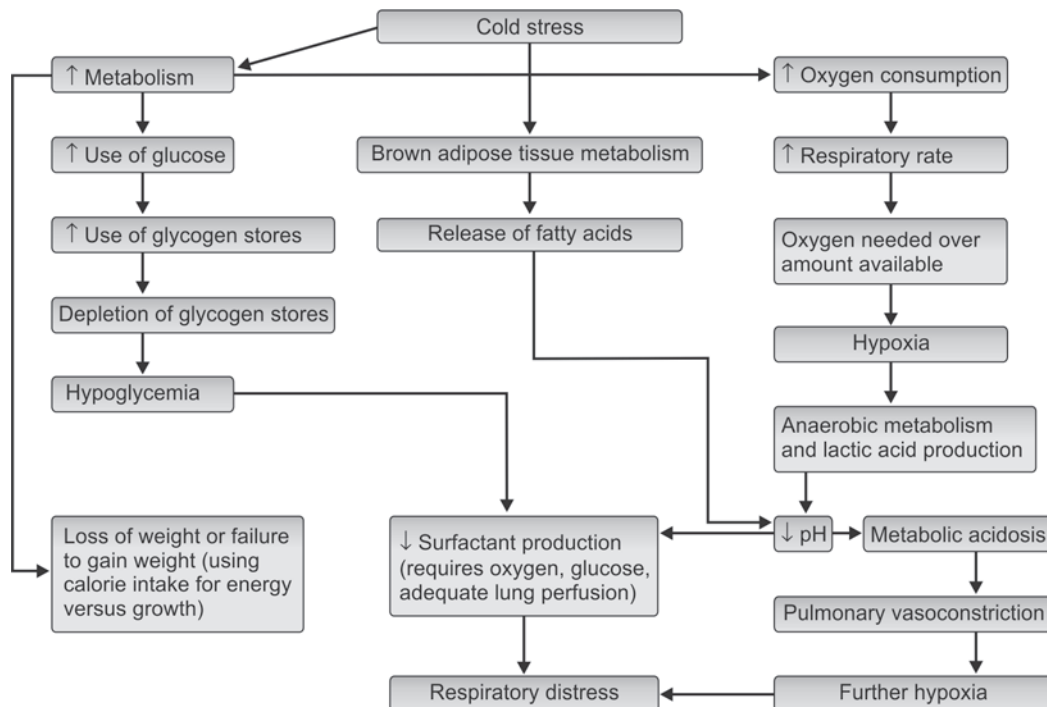 Cold stress
↑ Metabolism
↑ Oxygen consumption
↑ Use of glucose
Brown adipose tissue metabolism
↑ Respiratory rate
↑ Use of glycogen stores
Release of fatty acids
Oxygen needed over
amount available
Depletion of glycogen stores
Hypoxia
Hypoglycemia
Anaerobic metabolism
and lactic acid production
Loss of weight or failure
to gain weight (using
calorie intake for energy
versus growth)
↓ Surfactant production
(requires oxygen, glucose,
adequate lung perfusion)
↓ pH
Metabolic acidosis
Pulmonary vasoconstriction
Respiratory distress
Further hypoxia